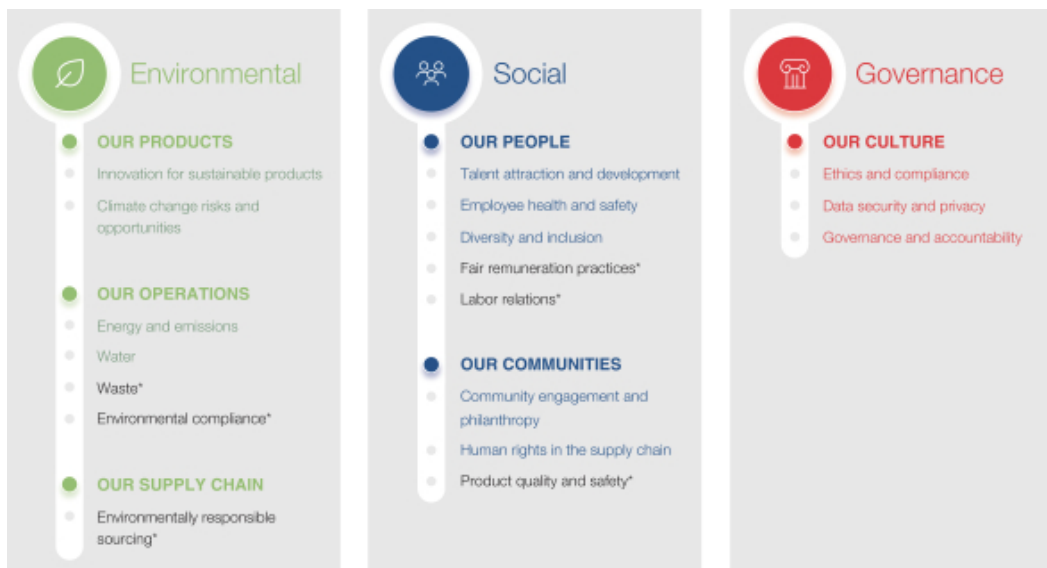 Environmental
OUR PRODUCTS
Innovation for sustainable products
Climate change risks and
opportunities
OUR OPERATIONS
Energy and emissions
Water
Waste*
Environmental compliance*
OUR SUPPLY CHAIN
Environmentally responsible
sourcing*
Social
OUR PEOPLE
Talent attraction and development
Employee health and safety
Diversity and inclusion
Fair remuneration practices*
Labor relations*
OUR COMMUNITIES
Community engagement and
philanthropy
Human rights in the supply chain
Product quality and safety*
Governance
OUR CULTURE
Ethics and compliance
Data security and privacy
Governance and accountability